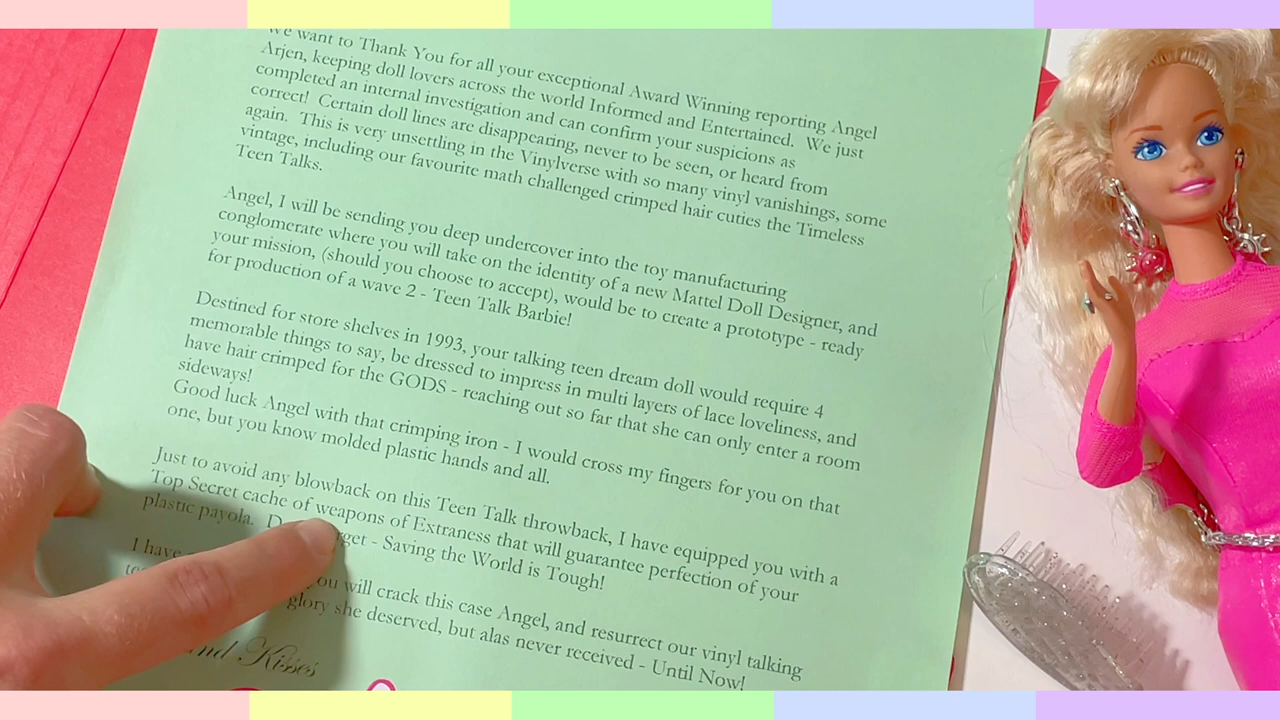 We want to Thank You for all your exceptional Award Winning reporting Angel
Arjen, keeping doll lovers across the world Informed and Entertained. We just
completed an internal investigation and can confirm your suspicions as
correct! Certain doll lines are disappearing, never to be seen, or heard from
again. This is very unsettling in the Vinylverse with so many vinyl vanishings, some
vintage, including our favourite math challenged crimped hair cuties the Timeless
Teen Talks.
Angel, I will be sending you deep undercover into the toy manufacturing
conglomerate where you will take on the identity of a new Mattel Doll Designer, and
your mission, (should you choose to accept), would be to create a prototype - ready
for production of a wave 2 - Teen Talk Barbie!
Destined for store shelves in 1993, your talking teen dream doll would require 4
memorable things to say, be dressed to impress in multi layers of lace loveliness, and
have hair crimped for the GODS - reaching out so far that she can only enter a room
sideways!
Good luck Angel with that crimping iron - I would cross my fingers for you on that
one, but you know molded plastic hands and all.
Just to avoid any blowback on this Teen Talk throwback, I have equipped you with a
Top Secret cache of weapons of Extraness that will guarantee perfection of your
plastic payola. - Saving the World is Tough!
I have you will crack this case Angel, and resurrect our vinyl talking
glory she deserved, but alas never received - Until Now!
and Kisses